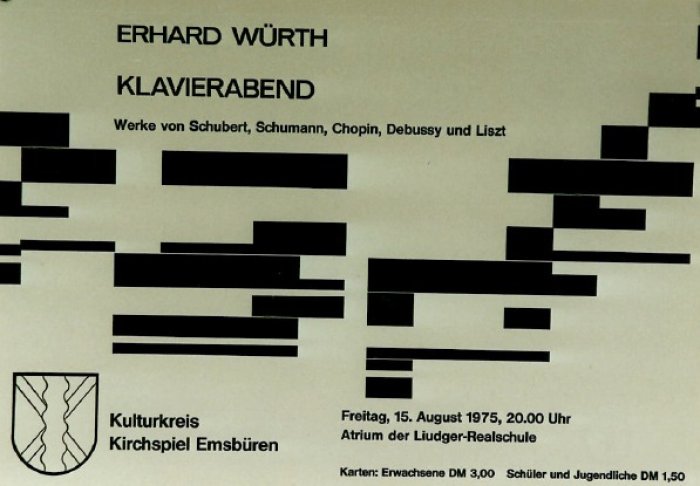 ERHARD WÜRTH
KLAVIERABEND
Werke von Schubert, Schumann, Chopin, Debussy und Liszt
Kulturkreis
Kirchspiel Emsbüren
Freitag, 15. August 1975, 20.00 Uhr
Atrium der Liudger-Realschule
Karten: Erwachsene DM 3,00 Schüler und Jugendliche DM 1,50